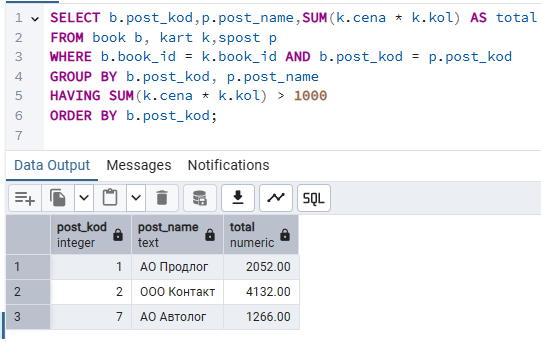 1 SELECT b.post_kod,p.post_name,SUM(k.cena * k.kol) AS total
2 FROM book b, kart k,spost p
3 WHERE b.book_id = k.book_id AND b.post_kod = p.post_kod
4 GROUP BY b.post_kod, p.post_name
5 HAVING SUM(k.cena * k.kol) > 1000
6 ORDER BY b.post_kod;
7
Data Output Messages Notifications
SQL
post_kod post_name total
integer text numeric
1 1 АО Продлог 2052.00
2 2 ООО Контакт 4132.00
3 7 АО Автолог 1266.00